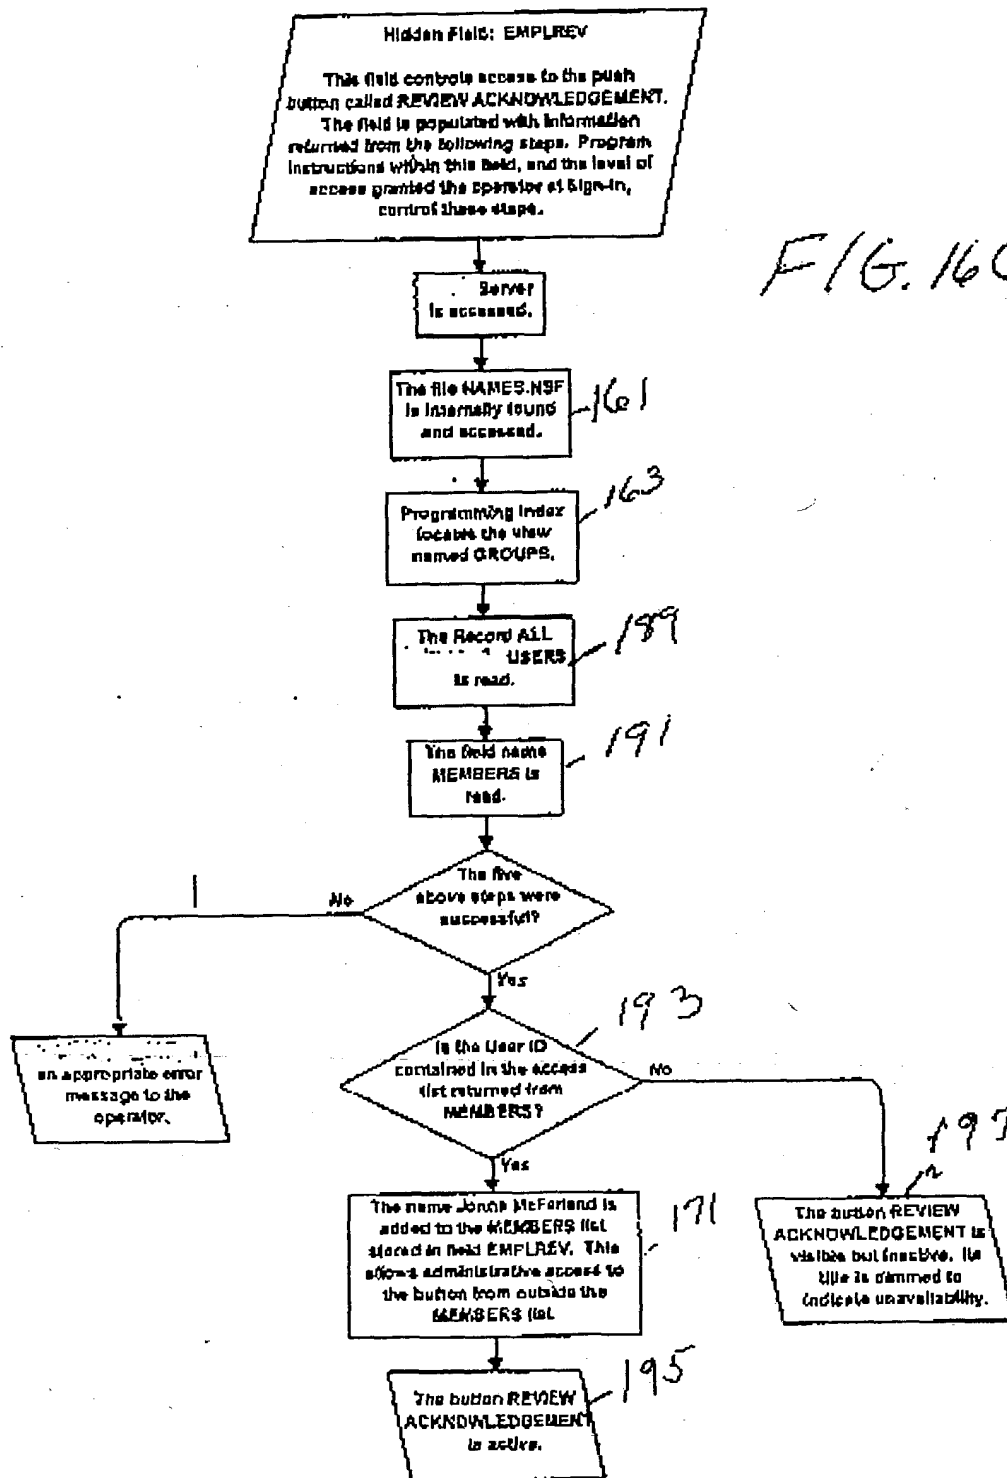 Hidden Field: EMPLREV
This field controls access to the push
button called REVIEW ACKNOWLEDGEMENT.
The field is populated with information
returned from the following steps. Program
instructions within this field, and the level of
access granted the operator at Sign-in,
control these steps.
FIG. 16C
Server
is accessed.
The file NAMES.NSF
is internally found
and accessed.
161
Programming index
locates the view
named GROUPS.
163
The Record ALL
USERS
is read.
189
The field name
MEMBERS is
read.
191
The five
above steps were
successful?
No
Yes
an appropriate error
message to the
operator.
Is the User ID
contained in the access
list returned from
MEMBERS?
193
No
Yes
The name McFarland is
added to the MEMBERS list
stored in field EMPLREV. This
allows administrative access to
the button from outside the
MEMBERS list.
171
197
The button REVIEW
ACKNOWLEDGEMENT is
visible but inactive. Its
title is dimmed to
indicate unavailability.
The button REVIEW
ACKNOWLEDGEMENT
is active.
195